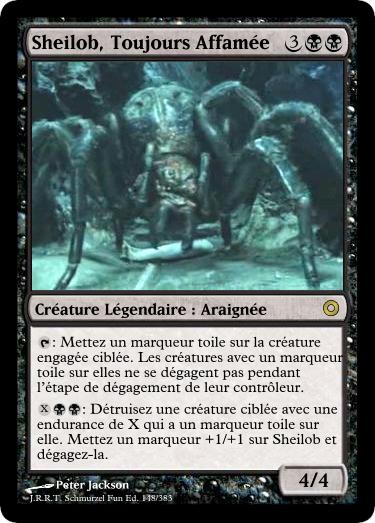 Sheilob, Toujours Affamée 3
Créature Légendaire : Araignée
: Mettez un marqueur toile sur la créature
engagée ciblée. Les créatures avec un marqueur
toile sur elles ne se dégagent pas pendant
l'étape de dégagement de leur contrôleur.
X : Détruisez une créature ciblée avec une
endurance de X qui a un marqueur toile sur
elle. Mettez un marqueur +1/+1 sur Sheilob et
dégagez-la.
4/4
Peter Jackson
J.R.R.T. Schmurzel Fun Ed. 148/383